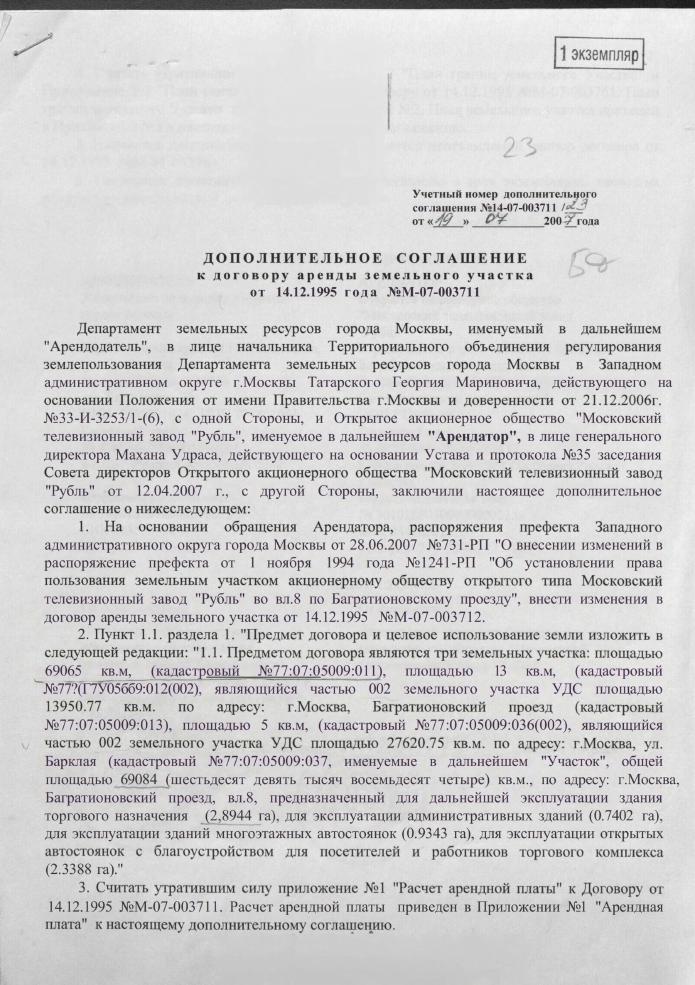 1 экземпляр
23
Учетный номер дополнительного
соглашения №14-07-003711 /23
от «19» 07 2007 года
ДОПОЛНИТЕЛЬНОЕ СОГЛАШЕНИЕ
к договору аренды земельного участка
от 14.12.1995 года №М-07-003711
Департамент земельных ресурсов города Москвы, именуемый в дальнейшем
"Арендодатель", в лице начальника Территориального объединения регулирования
землепользования Департамента земельных ресурсов города Москвы в Западном
административном округе г.Москвы Татарского Георгия Мариновича, действующего на
основании Положения от имени Правительства г.Москвы и доверенности от 21.12.2006г.
№33-И-3253/1-(6), с одной Стороны, и Открытое акционерное общество "Московский
телевизионный завод "Рубль", именуемое в дальнейшем "Арендатор", в лице генерального
директора Махана Удраса, действующего на основании Устава и протокола №35 заседания
Совета директоров Открытого акционерного общества "Московский телевизионный завод
"Рубль" от 12.04.2007 г., с другой Стороны, заключили настоящее дополнительное
соглашение о нижеследующем:
1. На основании обращения Арендатора, распоряжения префекта Западного
административного округа города Москвы от 28.06.2007 №731-РП "О внесении изменений в
распоряжение префекта от 1 ноября 1994 года №1241-РП "Об установлении права
пользования земельным участком акционерному обществу открытого типа Московский
телевизионный завод "Рубль" во вл.8 по Багратионовскому проезду", внести изменения в
договор аренды земельного участка от 14.12.1995 №М-07-003712.
2. Пункт 1.1. раздела 1. "Предмет договора и целевое использование земли изложить в
следующей редакции: "1.1. Предметом договора являются три земельных участка: площадью
69065 кв.м, (кадастровый №77:07:05009:011), площадью 13 кв.м, (кадастровый
являющийся частью 002 земельного участка УДС площадью
13950.77 кв.м. по адресу: г.Москва, Багратионовский проезд (кадастровый
№77:07:05009:013), площадью 5 кв.м, (кадастровый №77:07:05009:036(002), являющийся
частью 002 земельного участка УДС площадью 27620.75 кв.м. по адресу: г.Москва, ул.
Барклая (кадастровый №77:07:05009:037, именуемые в дальнейшем "Участок", общей
площадью 69084 (шестьдесят девять тысяч восемьдесят четыре) кв.м., по адресу: г.Москва,
Багратионовский проезд, вл.8, предназначенный для дальнейшей эксплуатации здания
торгового назначения (2,8944 га), для эксплуатации административных зданий (0.7402 га),
для эксплуатации зданий многоэтажных автостоянок (0.9343 га), для эксплуатации открытых
автостоянок с благоустройством для посетителей и работников торгового комплекса
(2.3388 га)."
3. Считать утратившим силу приложение №1 "Расчет арендной платы" к Договору от
14.12.1995 №М-07-003711. Расчет арендной платы приведен в Приложении №1 "Арендная
плата" к настоящему дополнительному соглашению.